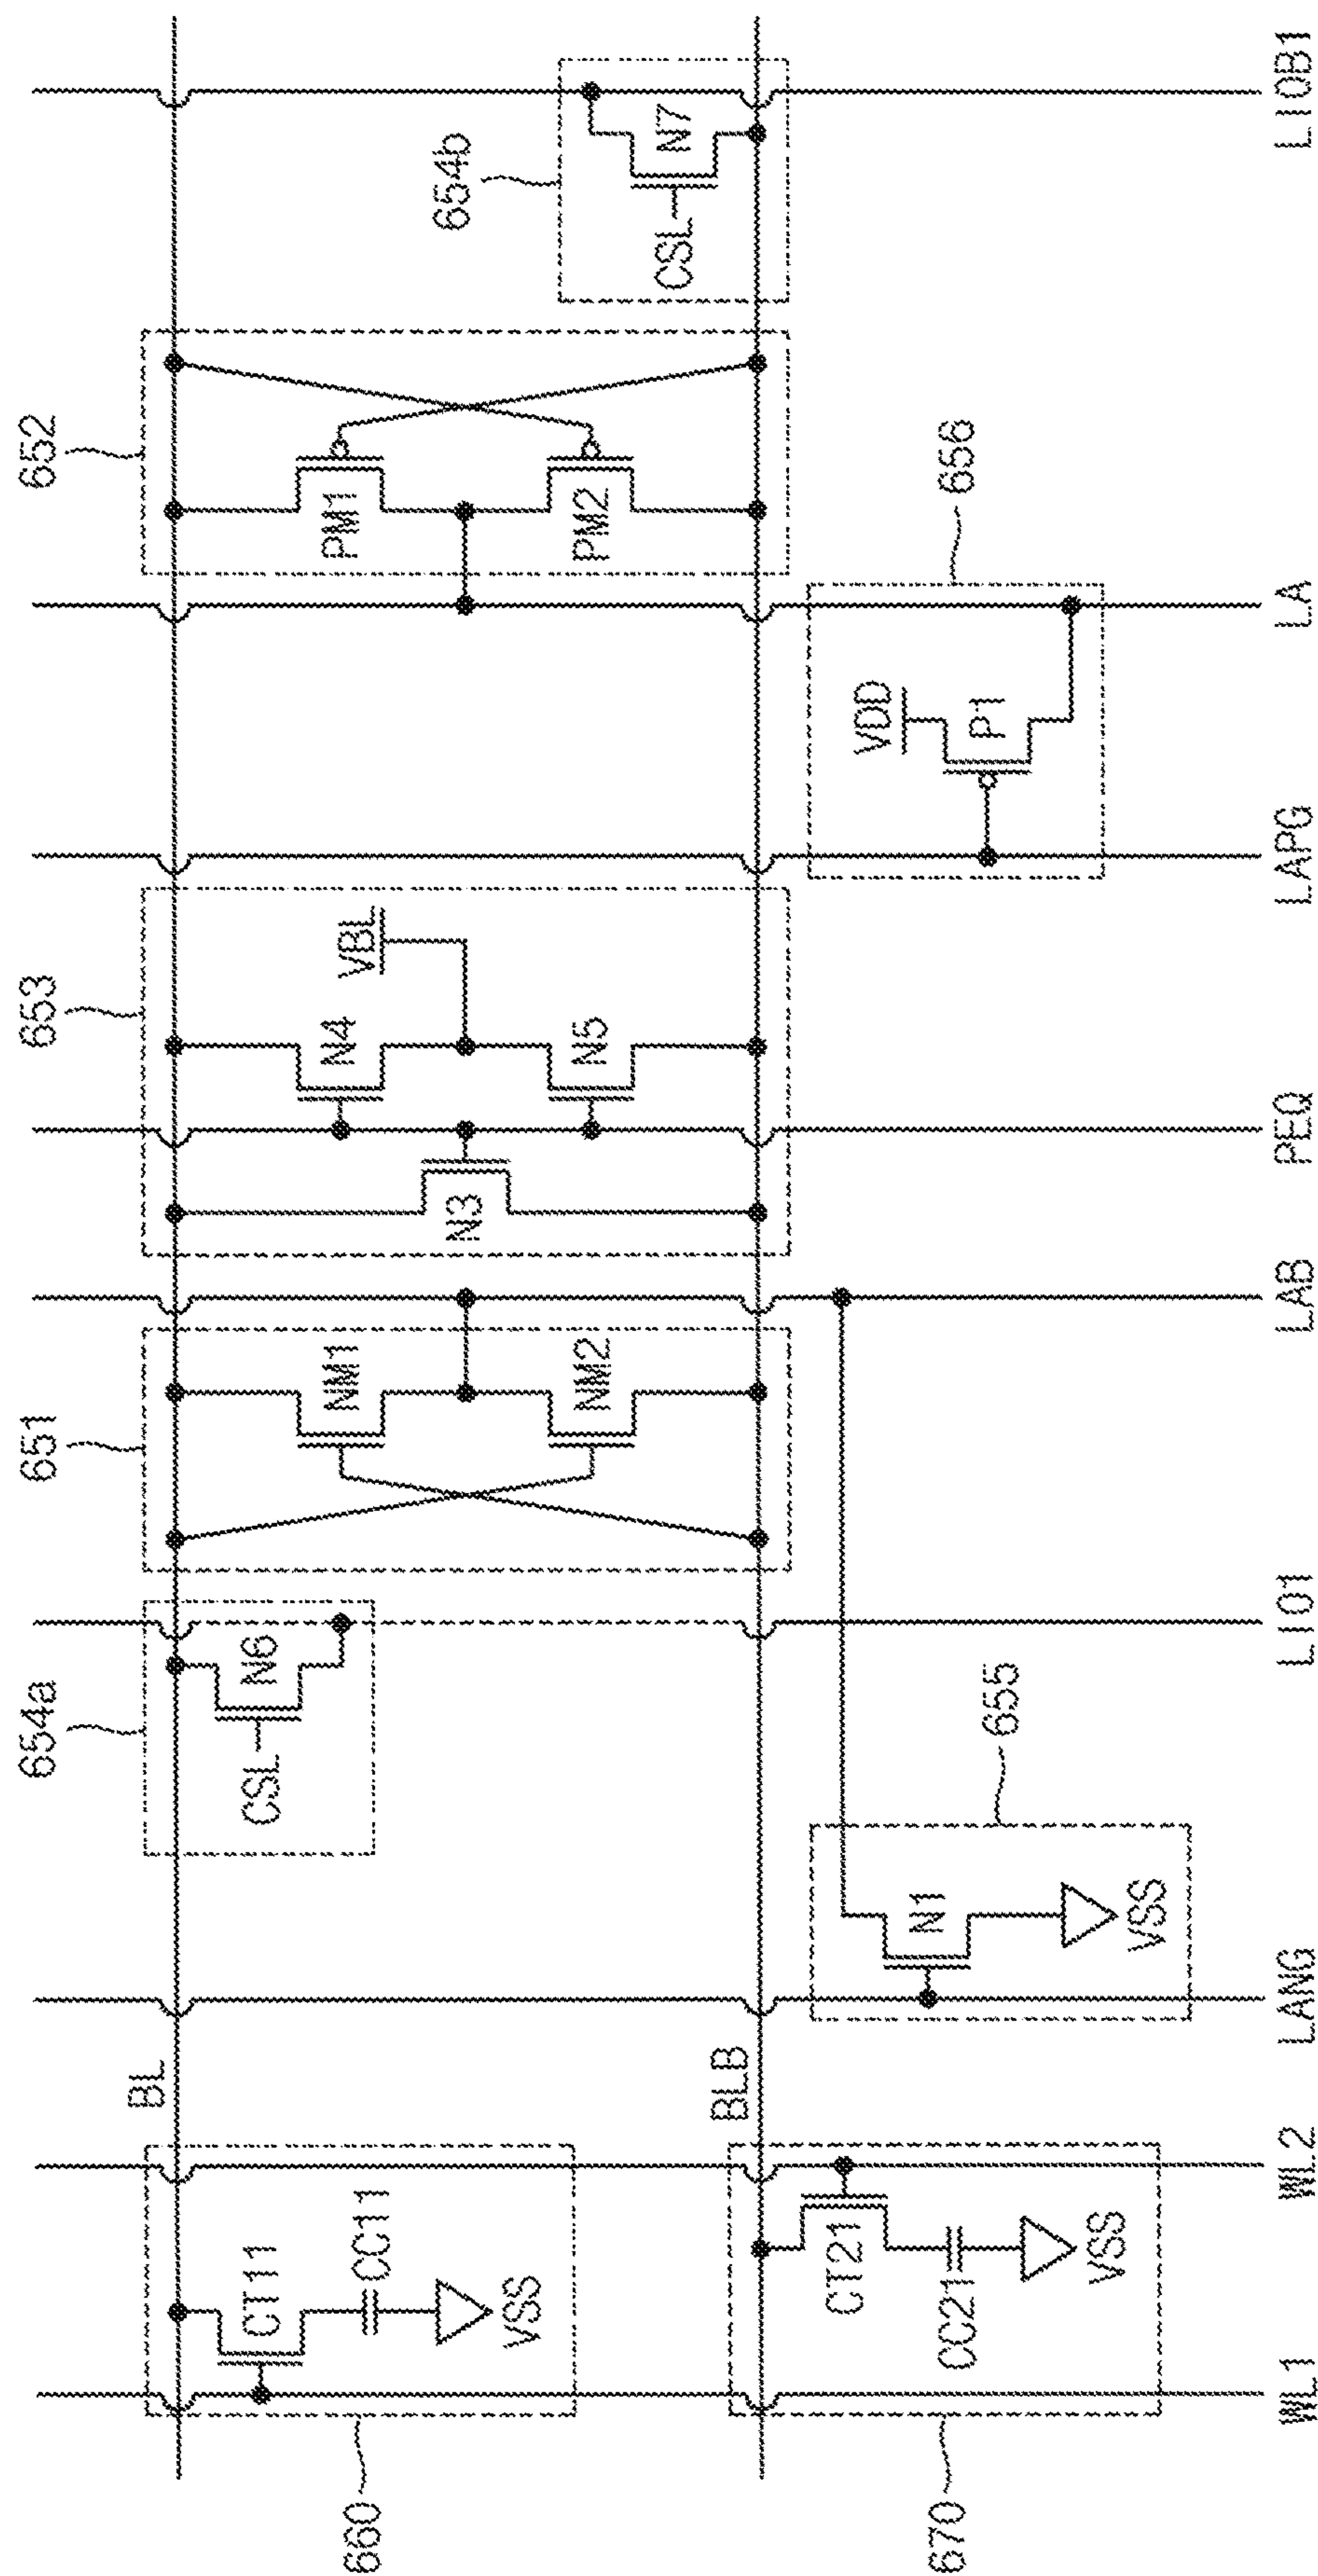 660
670
WL1
CT11
CC11
VSS
CT21
CC21
VSS
WL2
BL
BLB
LANG
N1
VSS
655
654a
CSL
N6
LIO1
651
NM1
NM2
LAB
653
N3
N4
N5
VBL
PEQ
LAPG
VDD
P1
656
LA
652
PM1
PM2
654b
CSL
N7
LIOB1